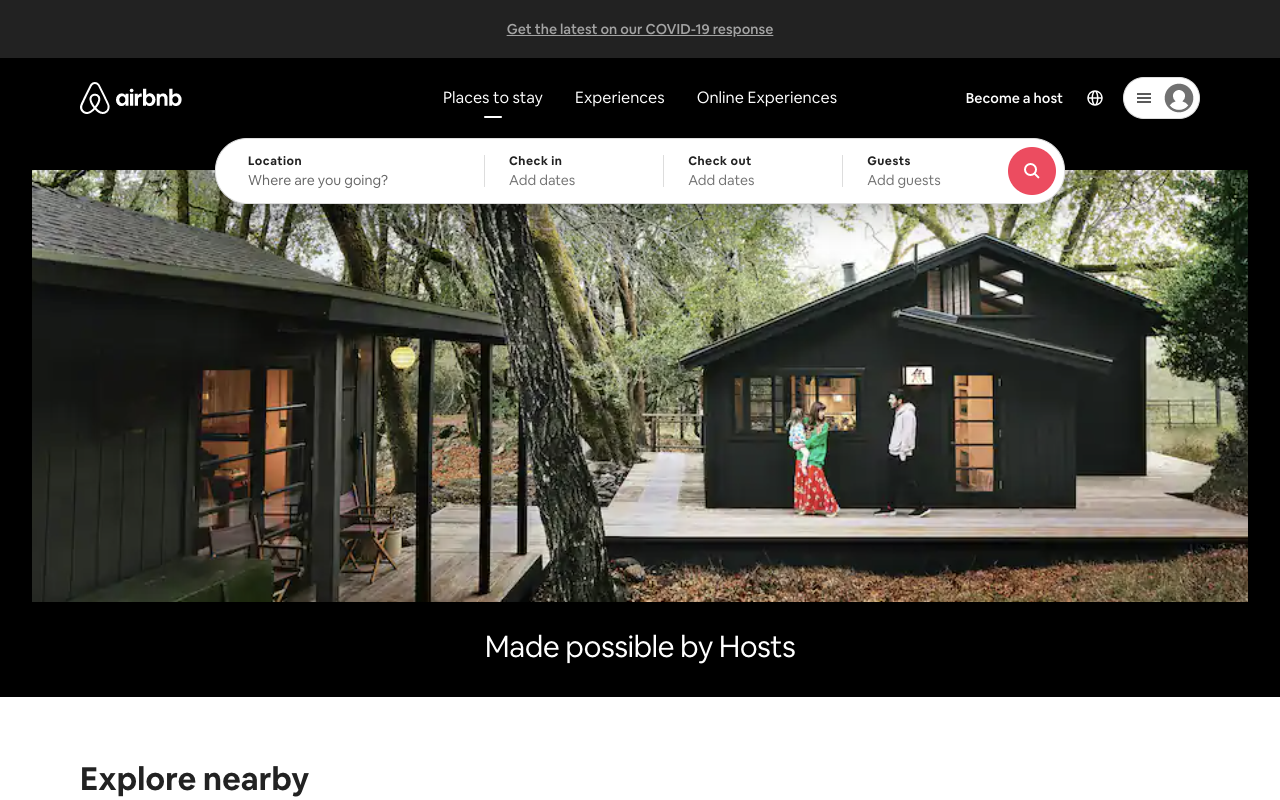 Get the latest on our COVID-19 response
airbnb
Places to stay
Experiences
Online Experiences
Become a host
Location
Where are you going?
Check in
Add dates
Check out
Add dates
Guests
Add guests
角
Made possible by Hosts
Explore nearby